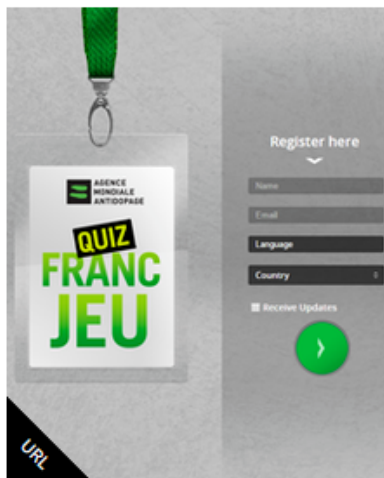 AGENCE
MONDIALE
ANTIDOPAGE
QUIZ
FRANC
JEU
Register here
Name
Email
Language
Country
Receive Updates
URL